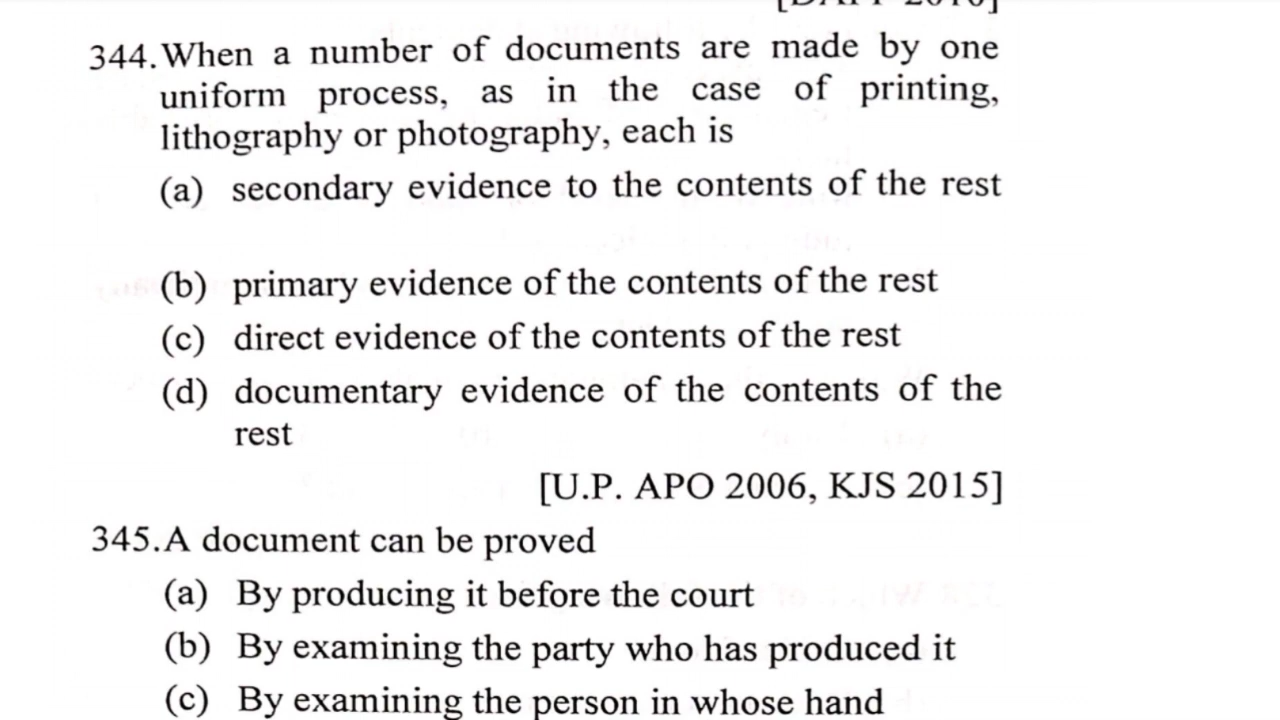 344. When a number of documents are made by one
uniform process, as in the case of printing,
lithography or photography, each is
(a) secondary evidence to the contents of the rest
(b) primary evidence of the contents of the rest
(c) direct evidence of the contents of the rest
(d) documentary evidence of the contents of the
rest
[U.P. APO 2006, KJS 2015]
345. A document can be proved
(a) By producing it before the court
(b) By examining the party who has produced it
(c) By examining the person in whose hand